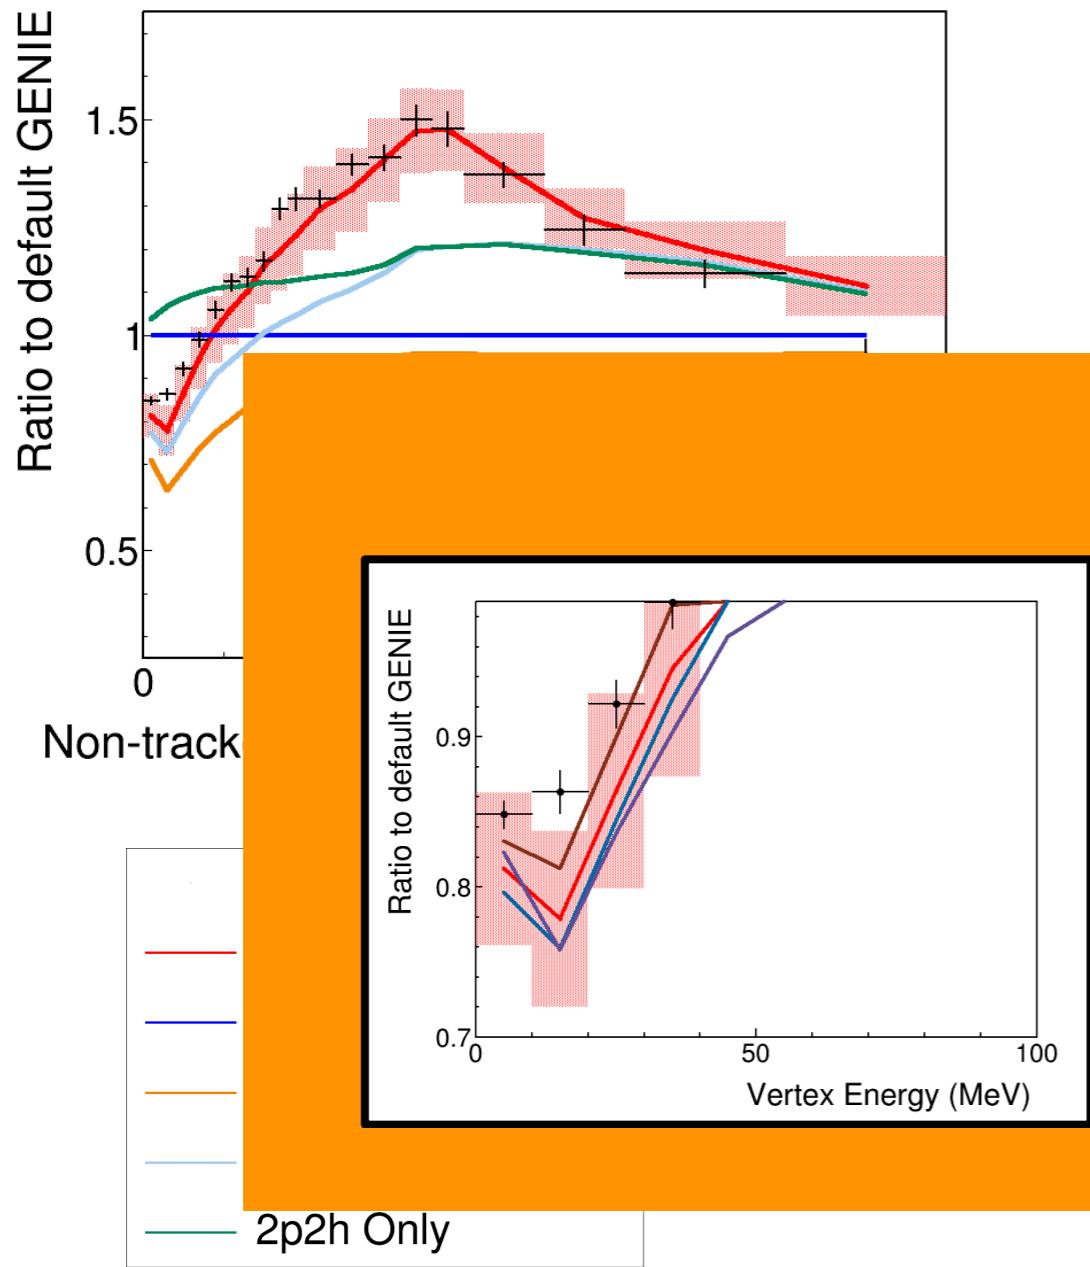 Ratio to default GENIE
1.5
1
0.5
0
Non-track
Ratio to default GENIE
0.9
0.8
0.7
0
50
100
Vertex Energy (MeV)
2p2h Only